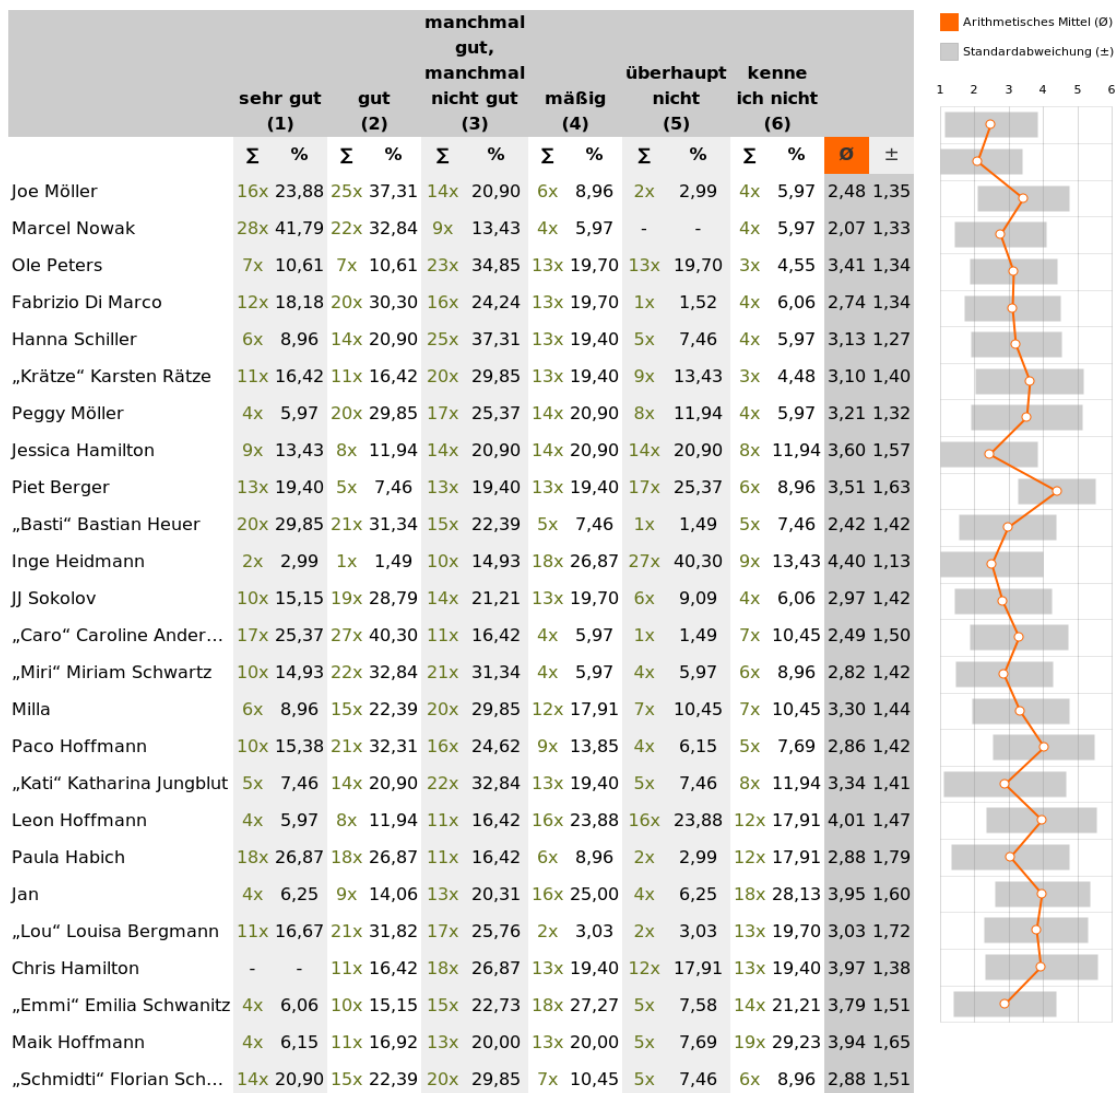 manchmal
gut,
manchmal überhaupt kenne
sehr gut gut nicht gut mäßig nicht ich nicht
(1) (2) (3) (4) (5) (6)
Σ % Σ % Σ % Σ % Σ % Σ % Ø ±
Joe Möller 16x 23,88 25x 37,31 14x 20,90 6x 8,96 2x 2,99 4x 5,97 2,48 1,35
Marcel Nowak 28x 41,79 22x 32,84 9x 13,43 4x 5,97 - - 4x 5,97 2,07 1,33
Ole Peters 7x 10,61 7x 10,61 23x 34,85 13x 19,70 13x 19,70 3x 4,55 3,41 1,34
Fabrizio Di Marco 12x 18,18 20x 30,30 16x 24,24 13x 19,70 1x 1,52 4x 6,06 2,74 1,34
Hanna Schiller 6x 8,96 14x 20,90 25x 37,31 13x 19,40 5x 7,46 4x 5,97 3,13 1,27
„Krätze“ Karsten Rätze 11x 16,42 11x 16,42 20x 29,85 13x 19,40 9x 13,43 3x 4,48 3,10 1,40
Peggy Möller 4x 5,97 20x 29,85 17x 25,37 14x 20,90 8x 11,94 4x 5,97 3,21 1,32
Jessica Hamilton 9x 13,43 8x 11,94 14x 20,90 14x 20,90 14x 20,90 8x 11,94 3,60 1,57
Piet Berger 13x 19,40 5x 7,46 13x 19,40 13x 19,40 17x 25,37 6x 8,96 3,51 1,63
„Basti“ Bastian Heuer 20x 29,85 21x 31,34 15x 22,39 5x 7,46 1x 1,49 5x 7,46 2,42 1,42
Inge Heidmann 2x 2,99 1x 1,49 10x 14,93 18x 26,87 27x 40,30 9x 13,43 4,40 1,13
JJ Sokolov 10x 15,15 19x 28,79 14x 21,21 13x 19,70 6x 9,09 4x 6,06 2,97 1,42
„Caro“ Caroline Ander... 17x 25,37 27x 40,30 11x 16,42 4x 5,97 1x 1,49 7x 10,45 2,49 1,50
„Miri“ Miriam Schwartz 10x 14,93 22x 32,84 21x 31,34 4x 5,97 4x 5,97 6x 8,96 2,82 1,42
Milla 6x 8,96 15x 22,39 20x 29,85 12x 17,91 7x 10,45 7x 10,45 3,30 1,44
Paco Hoffmann 10x 15,38 21x 32,31 16x 24,62 9x 13,85 4x 6,15 5x 7,69 2,86 1,42
„Kati“ Katharina Jungblut 5x 7,46 14x 20,90 22x 32,84 13x 19,40 5x 7,46 8x 11,94 3,34 1,41
Leon Hoffmann 4x 5,97 8x 11,94 11x 16,42 16x 23,88 16x 23,88 12x 17,91 4,01 1,47
Paula Habich 18x 26,87 18x 26,87 11x 16,42 6x 8,96 2x 2,99 12x 17,91 2,88 1,79
Jan 4x 6,25 9x 14,06 13x 20,31 16x 25,00 4x 6,25 18x 28,13 3,95 1,60
„Lou“ Louisa Bergmann 11x 16,67 21x 31,82 17x 25,76 2x 3,03 2x 3,03 13x 19,70 3,03 1,72
Chris Hamilton - - 11x 16,42 18x 26,87 13x 19,40 12x 17,91 13x 19,40 3,97 1,38
„Emmi“ Emilia Schwanitz 4x 6,06 10x 15,15 15x 22,73 18x 27,27 5x 7,58 14x 21,21 3,79 1,51
Maik Hoffmann 4x 6,15 11x 16,92 13x 20,00 13x 20,00 5x 7,69 19x 29,23 3,94 1,65
„Schmidti“ Florian Sch... 14x 20,90 15x 22,39 20x 29,85 7x 10,45 5x 7,46 6x 8,96 2,88 1,51
Arithmetisches Mittel (Ø)
Standardabweichung (±)
1 2 3 4 5 6